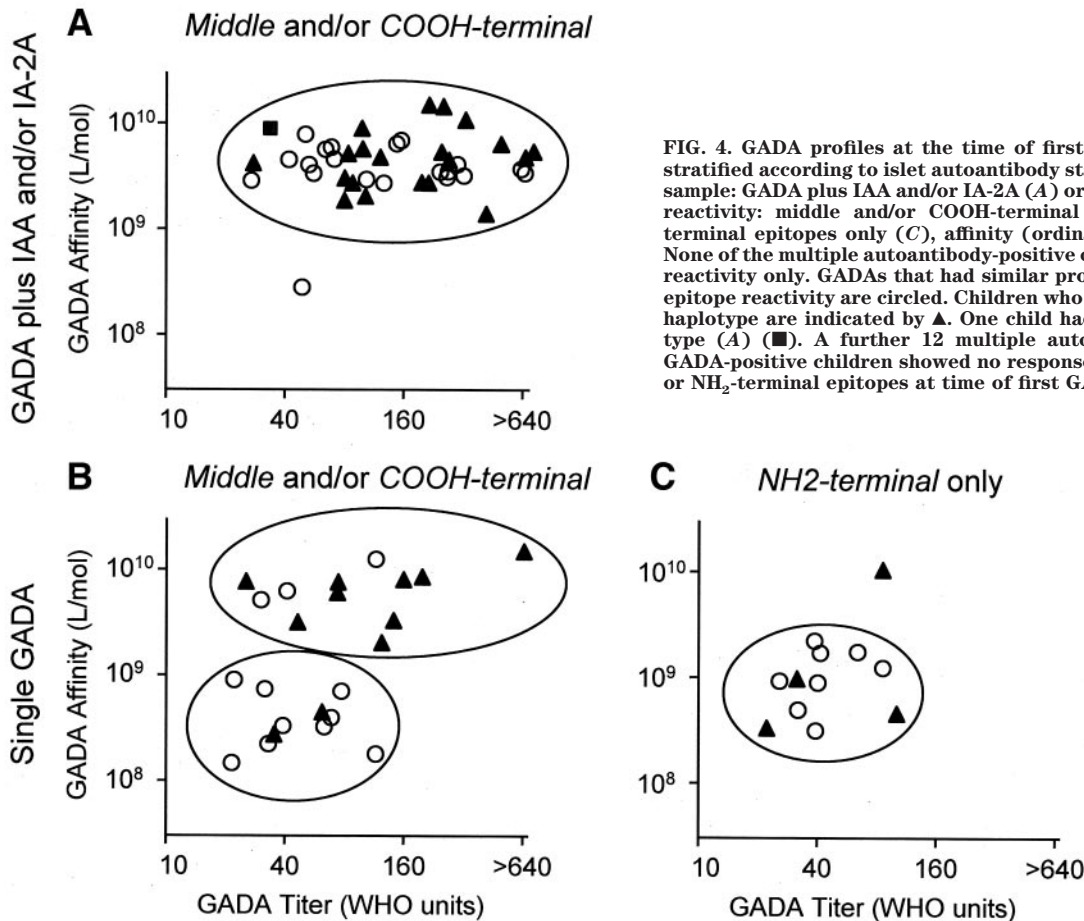 A
Middle and/or COOH-terminal
GADA plus IAA and/or IA-2A
GADA Affinity (L/mol)
10¹⁰
10⁹
10⁸
10 40 160 >640
FIG. 4. GADA profiles at the time of first
stratified according to islet autoantibody st
sample: GADA plus IAA and/or IA-2A (A) or
reactivity: middle and/or COOH-terminal
terminal epitopes only (C), affinity (ordin
None of the multiple autoantibody-positive c
reactivity only. GADAs that had similar pro
epitope reactivity are circled. Children who
haplotype are indicated by ▲. One child ha
type (A) (■). A further 12 multiple auto
GADA-positive children showed no response
or NH₂-terminal epitopes at time of first GA
B
Middle and/or COOH-terminal
Single GADA
GADA Affinity (L/mol)
10¹⁰
10⁹
10⁸
10 40 160 >640
GADA Titer (WHO units)
C
NH2-terminal only
10¹⁰
10⁹
10⁸
10 40 160 >640
GADA Titer (WHO units)